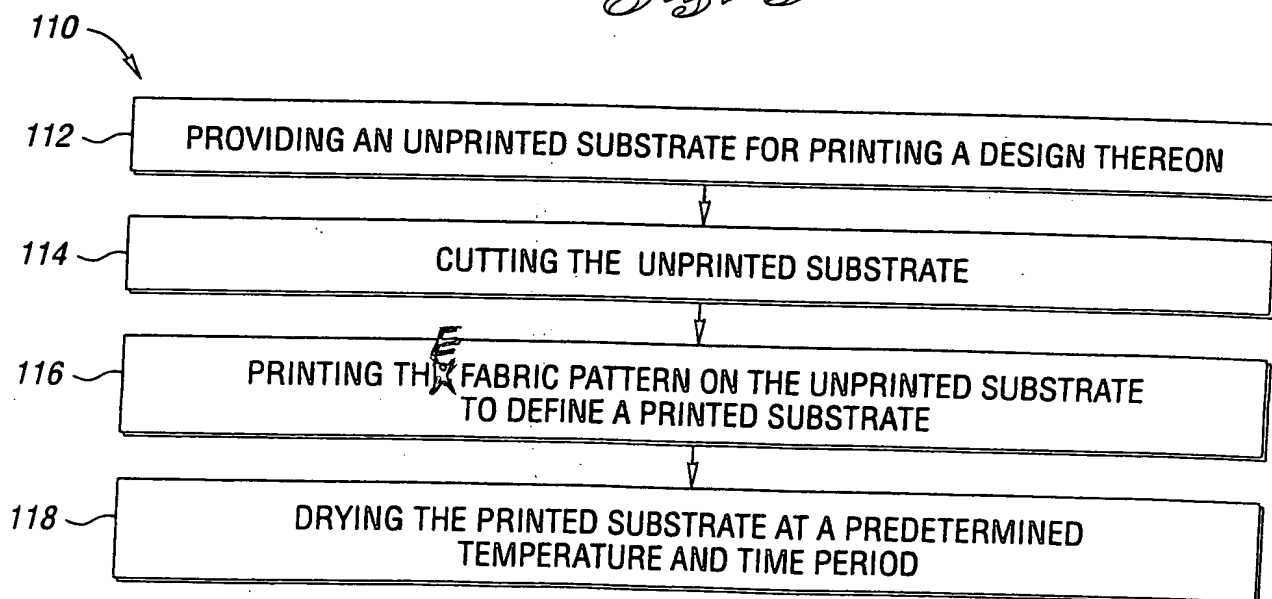 110
112 PROVIDING AN UNPRINTED SUBSTRATE FOR PRINTING A DESIGN THEREON
114 CUTTING THE UNPRINTED SUBSTRATE
116 PRINTING THE FABRIC PATTERN ON THE UNPRINTED SUBSTRATE
TO DEFINE A PRINTED SUBSTRATE
118 DRYING THE PRINTED SUBSTRATE AT A PREDETERMINED
TEMPERATURE AND TIME PERIOD